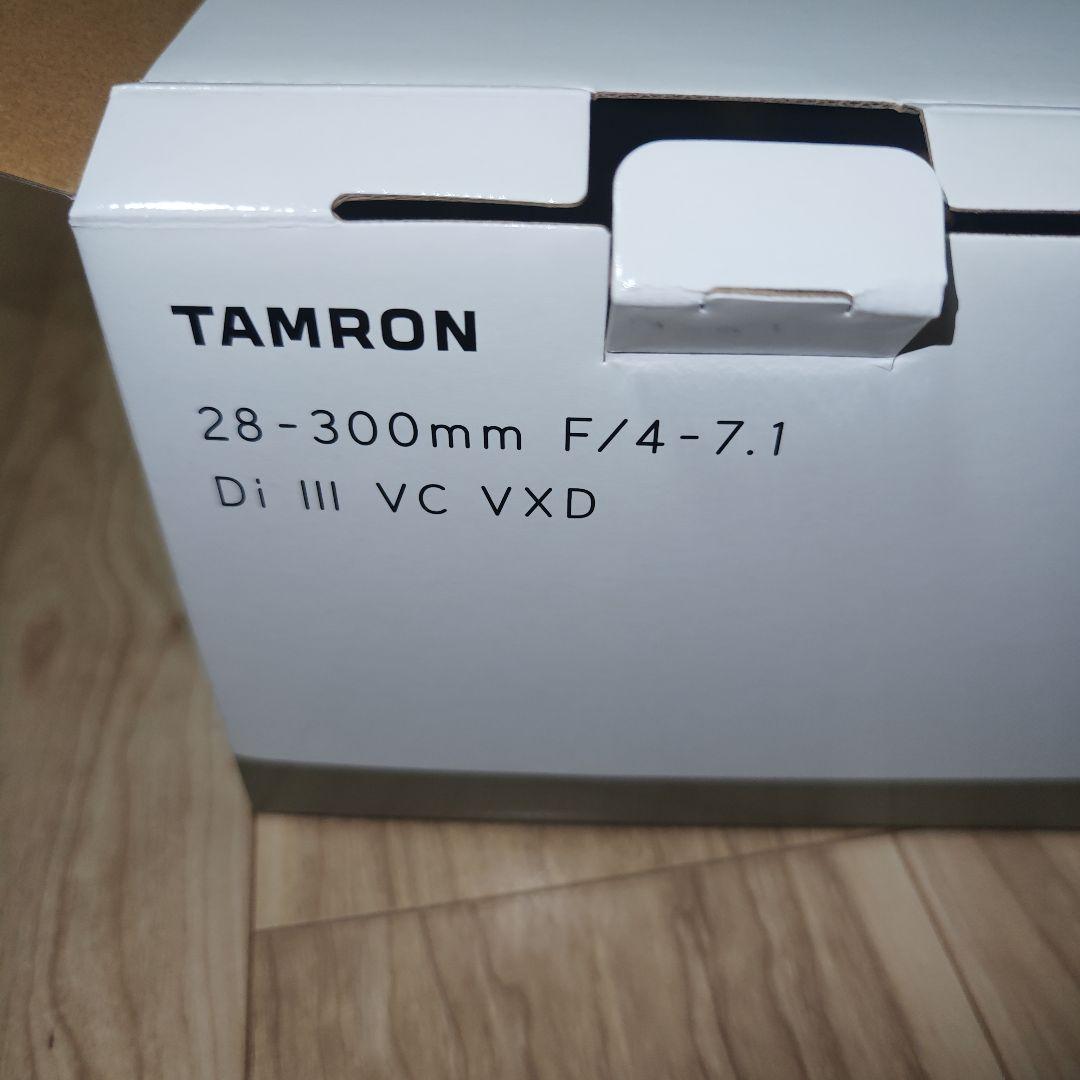 TAMRON
28-300mm F/4-7.1
Di III VC VXD